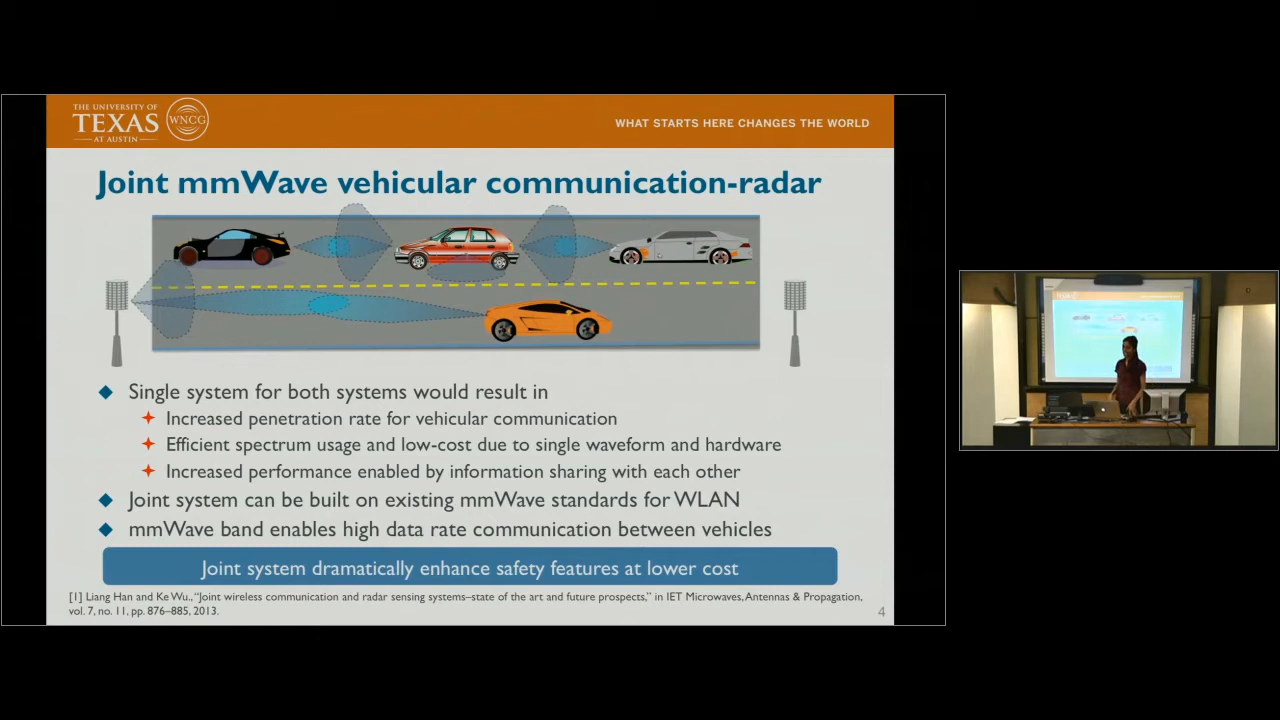 THE UNIVERSITY OF
TEXAS
AT AUSTIN
WNCG
WHAT STARTS HERE CHANGES THE WORLD
Joint mmWave vehicular communication-radar
Single system for both systems would result in
Increased penetration rate for vehicular communication
Efficient spectrum usage and low-cost due to single waveform and hardware
Increased performance enabled by information sharing with each other
Joint system can be built on existing mmWave standards for WLAN
mmWave band enables high data rate communication between vehicles
Joint system dramatically enhance safety features at lower cost
[1] Liang Han and Ke Wu, “Joint wireless communication and radar sensing systems–state of the art and future prospects,” in IET Microwaves, Antennas & Propagation,
vol. 7, no. 11, pp. 876–885, 2013.
4